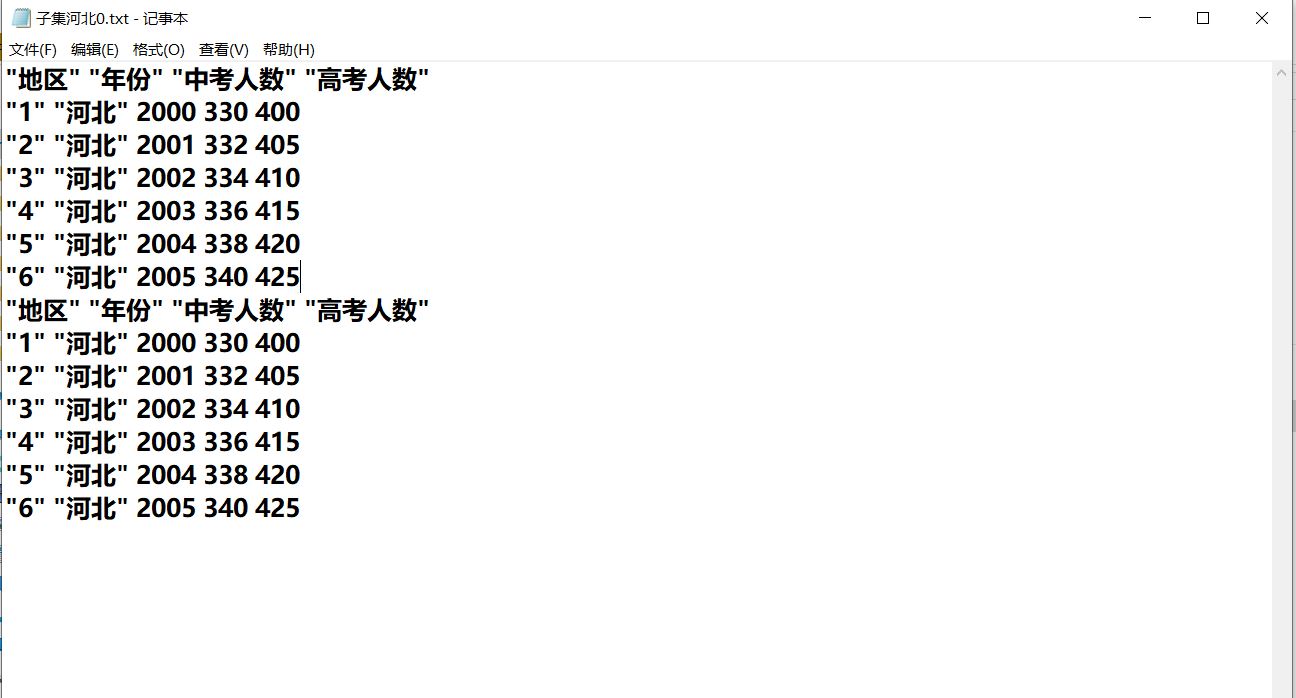 子集河北0.txt - 记事本
文件(F) 编辑(E) 格式(O) 查看(V) 帮助(H)
"地区" "年份" "中考人数" "高考人数"
"1" "河北" 2000 330 400
"2" "河北" 2001 332 405
"3" "河北" 2002 334 410
"4" "河北" 2003 336 415
"5" "河北" 2004 338 420
"6" "河北" 2005 340 425
"地区" "年份" "中考人数" "高考人数"
"1" "河北" 2000 330 400
"2" "河北" 2001 332 405
"3" "河北" 2002 334 410
"4" "河北" 2003 336 415
"5" "河北" 2004 338 420
"6" "河北" 2005 340 425